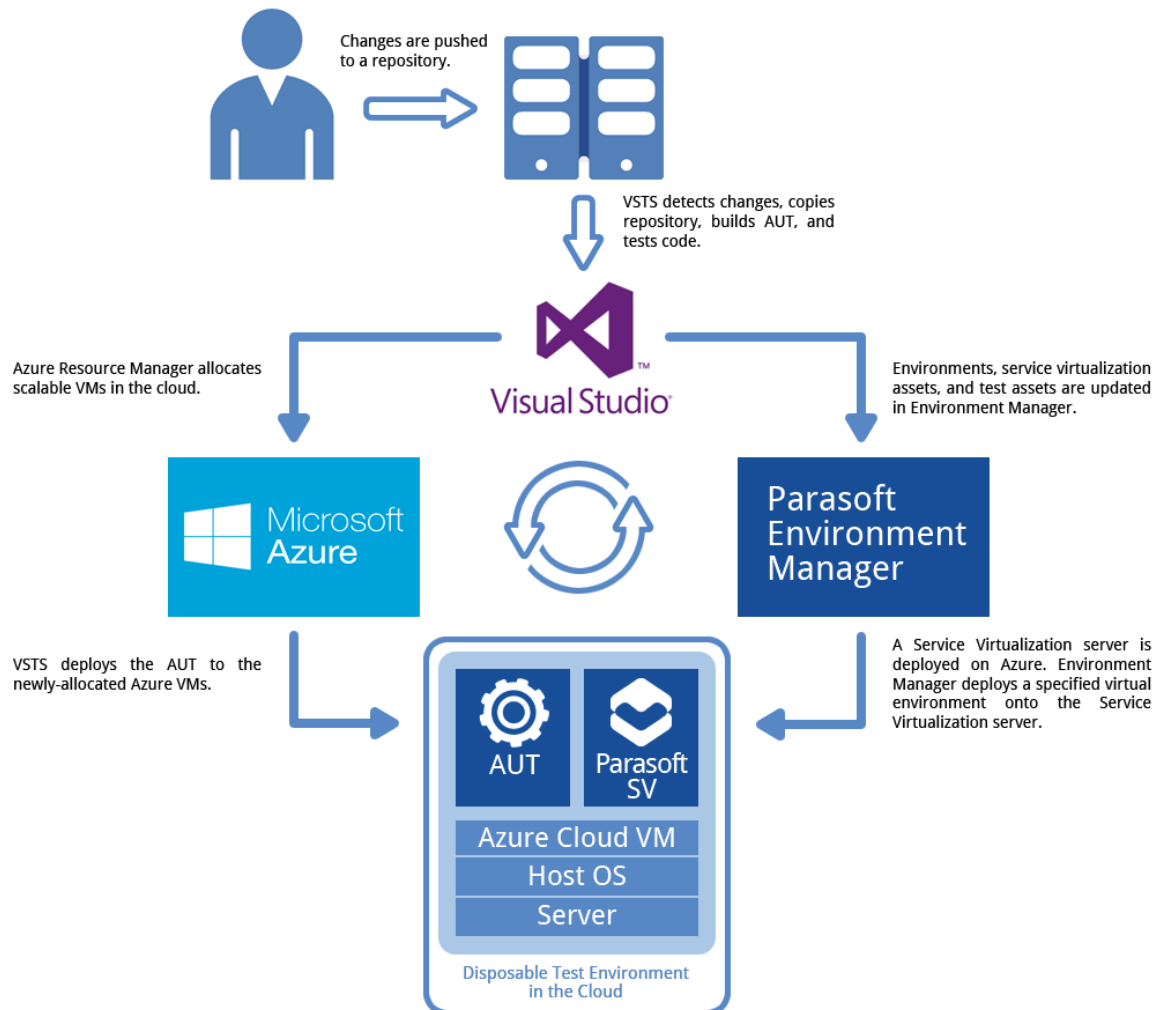 Changes are pushed
to a repository.
VSTS detects changes, copies
repository, builds AUT, and
tests code.
TM
Visual Studio
Azure Resource Manager allocates
scalable VMs in the cloud.
Environments, service virtualization
assets, and test assets are updated
in Environment Manager.
Microsoft
Azure
Parasoft
Environment
Manager
VSTS deploys the AUT to the
newly-allocated Azure VMs.
A Service Virtualization server is
deployed on Azure. Environment
Manager deploys a specified virtual
environment onto the Service
Virtualization server.
AUT
Parasoft
SV
Azure Cloud VM
Host OS
Server
Disposable Test Environment
in the Cloud